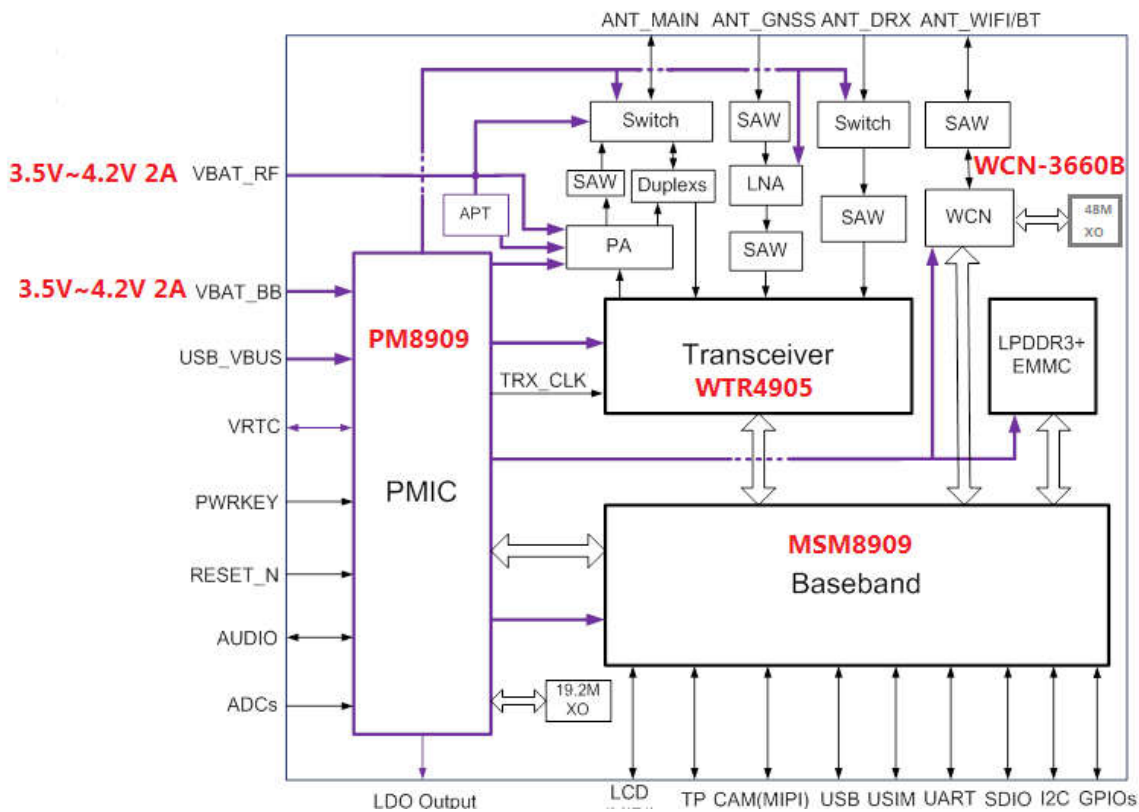 ANT_MAIN ANT_GNSS ANT_DRX ANT_WIFI/BT
Switch
SAW
Switch
SAW
3.5V~4.2V 2A VBAT_RF
WCN-3660B
SAW
Duplexs
LNA
APT
SAW
WCN
48M
XO
PA
SAW
3.5V~4.2V 2A VBAT_BB
PM8909
USB_VBUS
Transceiver
WTR4905
LPDDR3+
EMMC
TRX_CLK
VRTC
PMIC
PWRKEY
MSM8909
Baseband
RESET_N
AUDIO
ADCs
19.2M
XO
LDO Output
LCD
TP CAM(MIPI) USB USIM UART SDIO I2C GPIOs